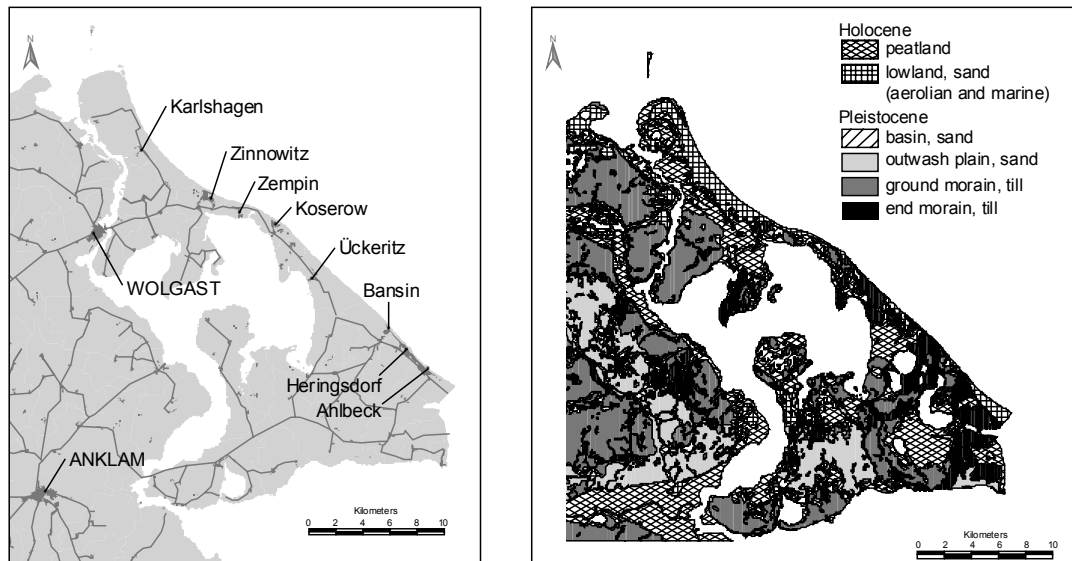 N
Karlshagen
Zinnowitz
Zempin
Koserow
Ückeritz
WOLGAST
Bansin
Heringsdorf
Ahlbeck
ANKLAM
Kilometers
0 2 4 6 8 10
N
Holocene
peatland
lowland, sand
(aerolian and marine)
Pleistocene
basin, sand
outwash plain, sand
ground morain, till
end morain, till
Kilometers
0 2 4 6 8 10